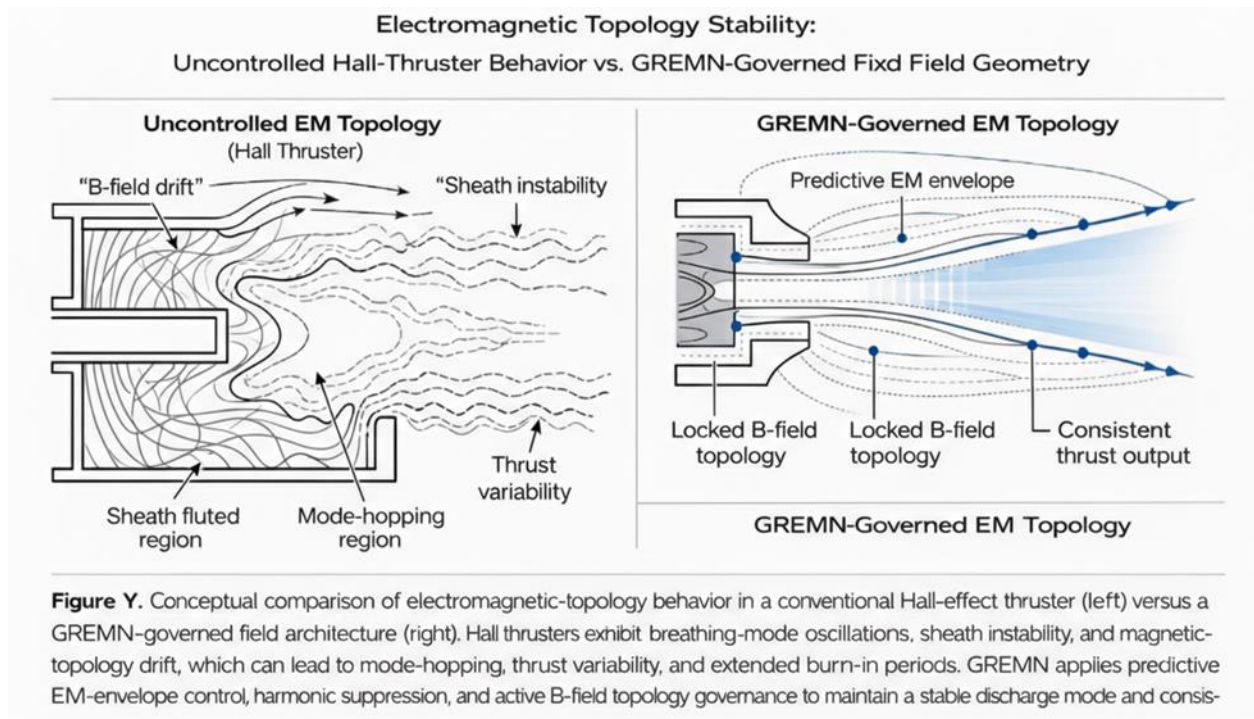 Electromagnetic Topology Stability:
Uncontrolled Hall-Thruster Behavior vs. GREMN-Governed Fixd Field Geometry
Uncontrolled EM Topology
(Hall Thruster)
"B-field drift"
"Sheath instability
Thrust
variability
Sheath fluted
region
Mode-hopping
region
GREMN-Governed EM Topology
Predictive EM envelope
Locked B-field
topology
Locked B-field
topology
Consistent
thrust output
GREMN-Governed EM Topology
Figure Y. Conceptual comparison of electromagnetic-topology behavior in a conventional Hall-effect thruster (left) versus a
GREMN-governed field architecture (right). Hall thrusters exhibit breathing-mode oscillations, sheath instability, and magnetic-
topology drift, which can lead to mode-hopping, thrust variability, and extended burn-in periods. GREMN applies predictive
EM-envelope control, harmonic suppression, and active B-field topology governance to maintain a stable discharge mode and consis-